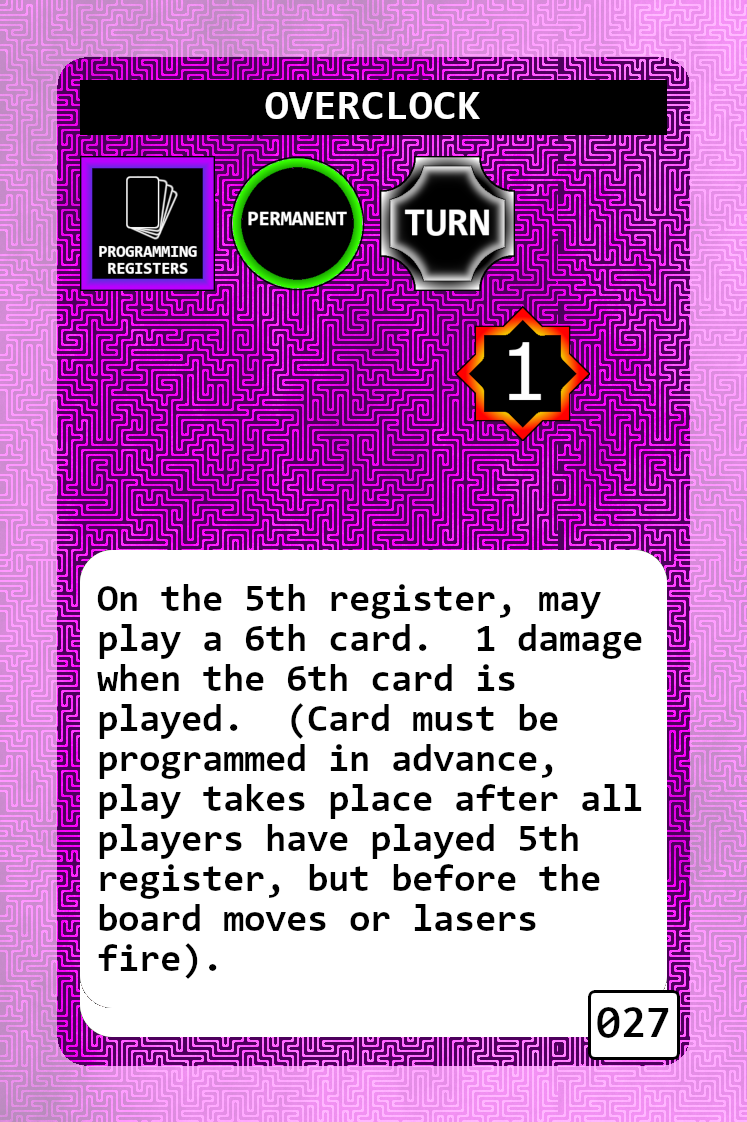 OVERCLOCK
PROGRAMMING
REGISTERS
PERMANENT
TURN
1
On the 5th register, may
play a 6th card.  1 damage
when the 6th card is
played.  (Card must be
programmed in advance,
play takes place after all
players have played 5th
register, but before the
board moves or lasers
fire).
027